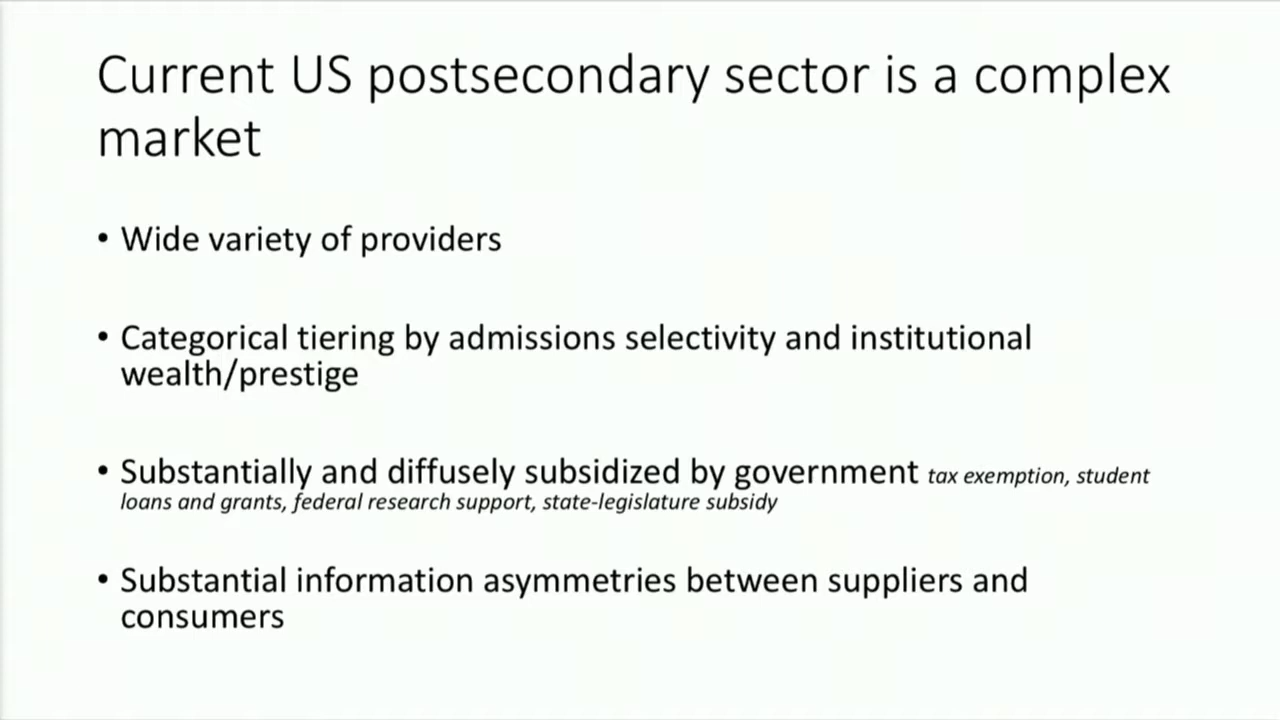 Current US postsecondary sector is a complex
market
• Wide variety of providers
• Categorical tiering by admissions selectivity and institutional
wealth/prestige
• Substantially and diffusely subsidized by government tax exemption, student
loans and grants, federal research support, state-legislature subsidy
• Substantial information asymmetries between suppliers and
consumers